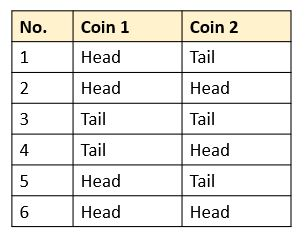 No. Coin 1 Coin 2
1 Head Tail
2 Head Head
3 Tail Tail
4 Tail Head
5 Head Tail
6 Head Head